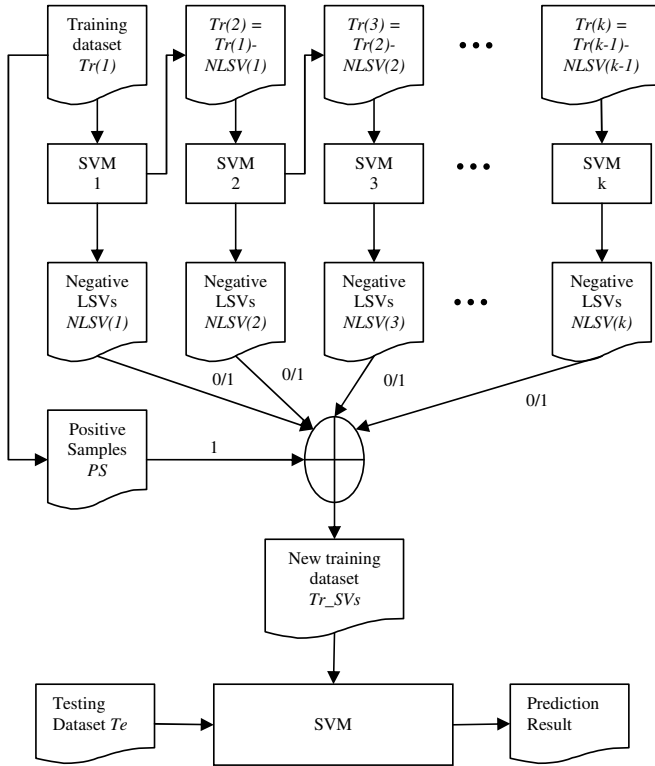 Training
dataset
Tr(1)
Tr(2) =
Tr(1)-
NLSV(1)
Tr(3) =
Tr(2)-
NLSV(2)
Tr(k) =
Tr(k-1)-
NLSV(k-1)
SVM
1
SVM
2
SVM
3
SVM
k
Negative
LSVs
NLSV(1)
Negative
LSVs
NLSV(2)
Negative
LSVs
NLSV(3)
Negative
LSVs
NLSV(k)
0/1
0/1
0/1
0/1
Positive
Samples
PS
1
New training
dataset
Tr_SVs
Testing
Dataset Te
SVM
Prediction
Result